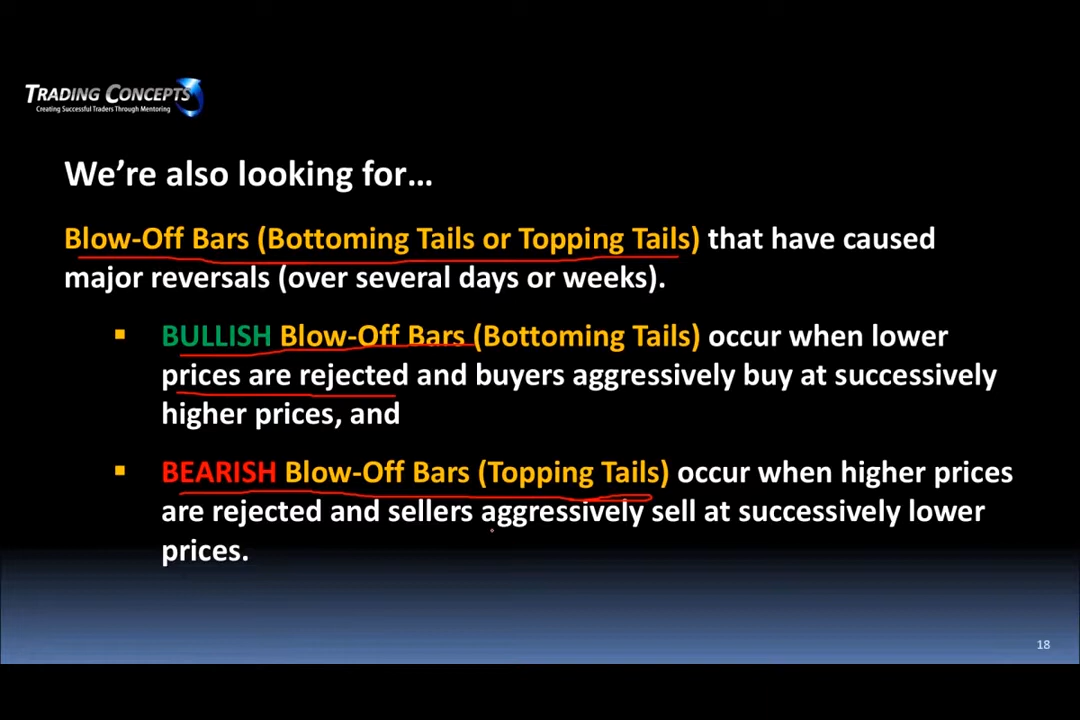 TRADING CONCEPTS
Creating Successful Traders Through Mentoring
We’re also looking for…
Blow-Off Bars (Bottoming Tails or Topping Tails) that have caused
major reversals (over several days or weeks).
▪ BULLISH Blow-Off Bars (Bottoming Tails) occur when lower
prices are rejected and buyers aggressively buy at successively
higher prices, and
▪ BEARISH Blow-Off Bars (Topping Tails) occur when higher prices
are rejected and sellers aggressively sell at successively lower
prices.
18